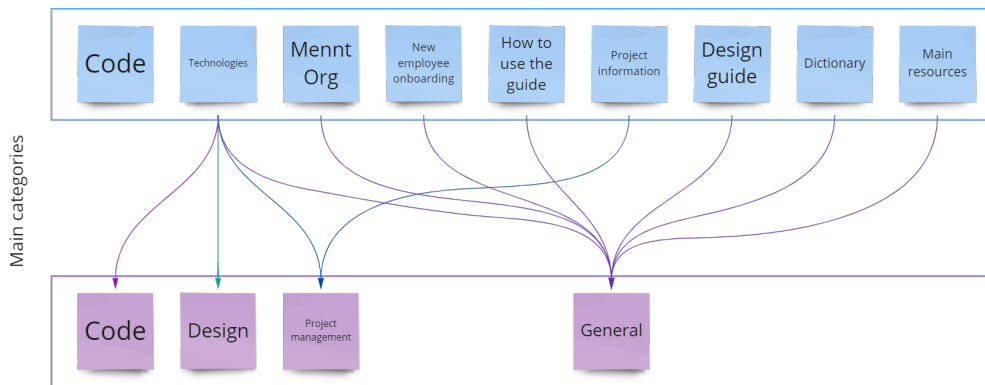 Code
Technologies
Mennt
Org
New
employee
onboarding
How to
use the
guide
Project
information
Design
guide
Dictionary
Main
resources
Main categories
Code
Design
Project
management
General